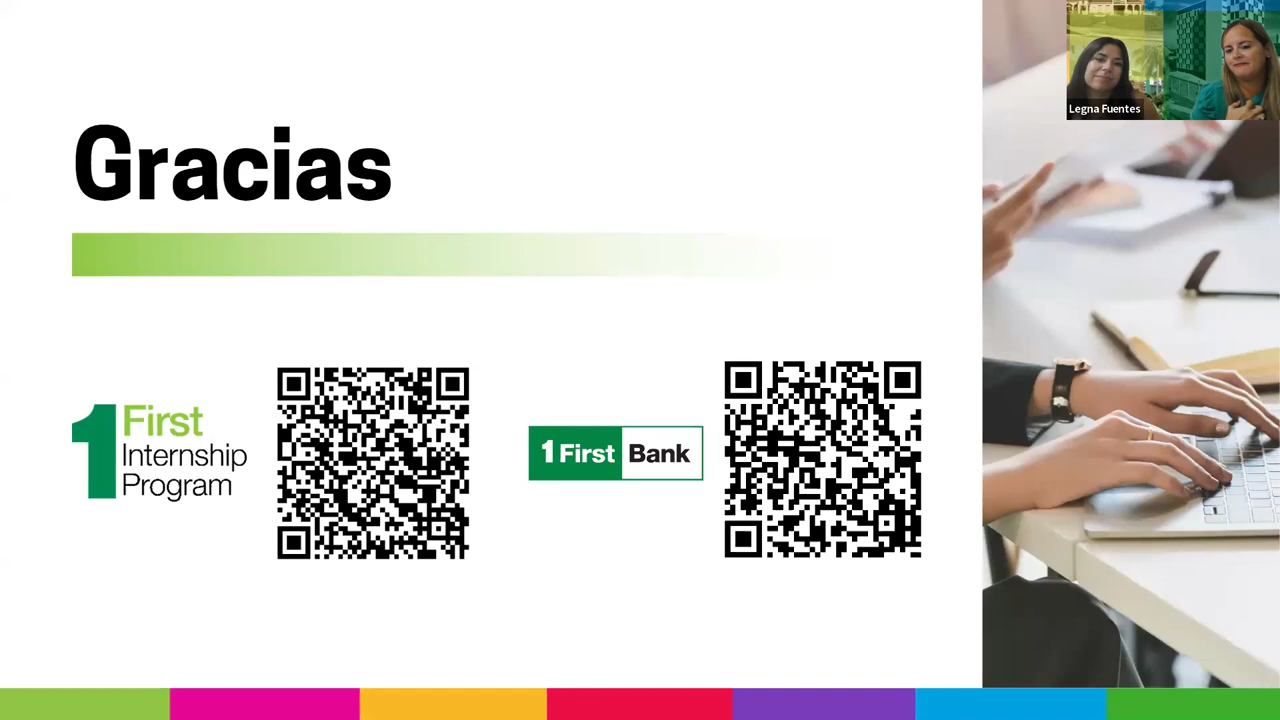 Legna Fuentes
Gracias
1First
Internship
Program
1First Bank